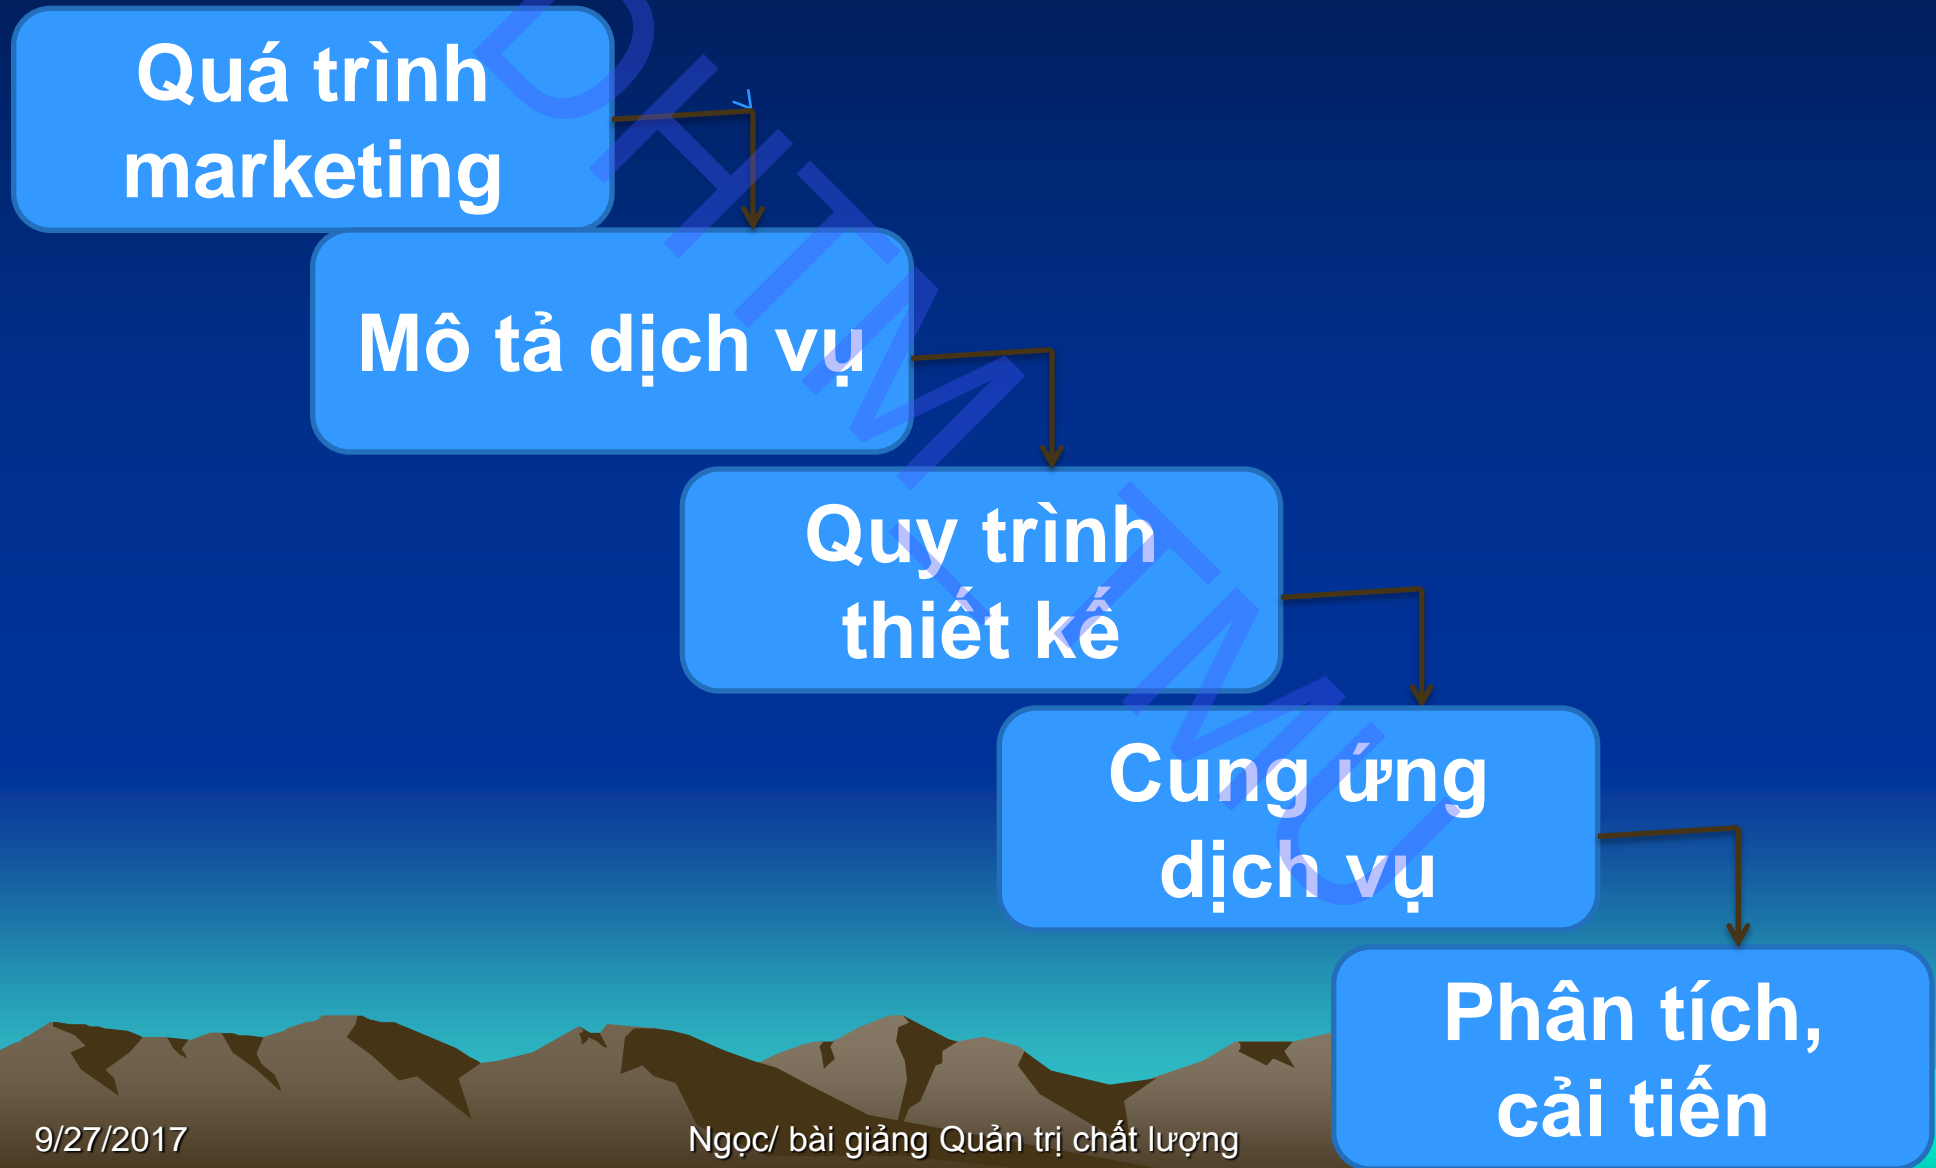 Quá trình
marketing
Mô tả dịch vụ
Quy trình
thiết kế
Cung ứng
dịch vụ
Phân tích,
cải tiến
DHTM_TMU
9/27/2017
Ngọc/ bài giảng Quản trị chất lượng